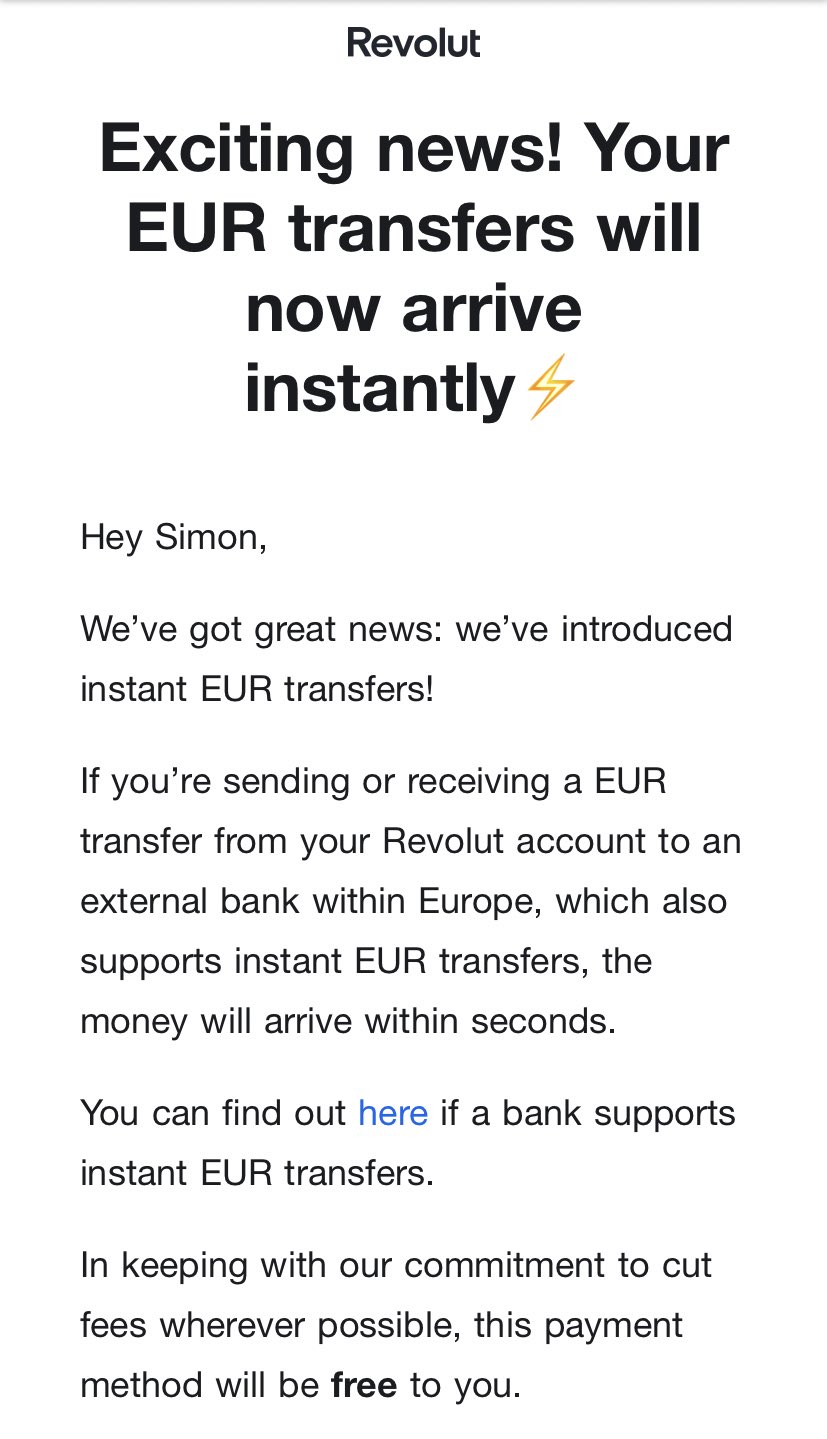 Revolut
Exciting news! Your
EUR transfers will
now arrive
instantly⚡
Hey Simon,
We’ve got great news: we’ve introduced
instant EUR transfers!
If you’re sending or receiving a EUR
transfer from your Revolut account to an
external bank within Europe, which also
supports instant EUR transfers, the
money will arrive within seconds.
You can find out here if a bank supports
instant EUR transfers.
In keeping with our commitment to cut
fees wherever possible, this payment
method will be free to you.